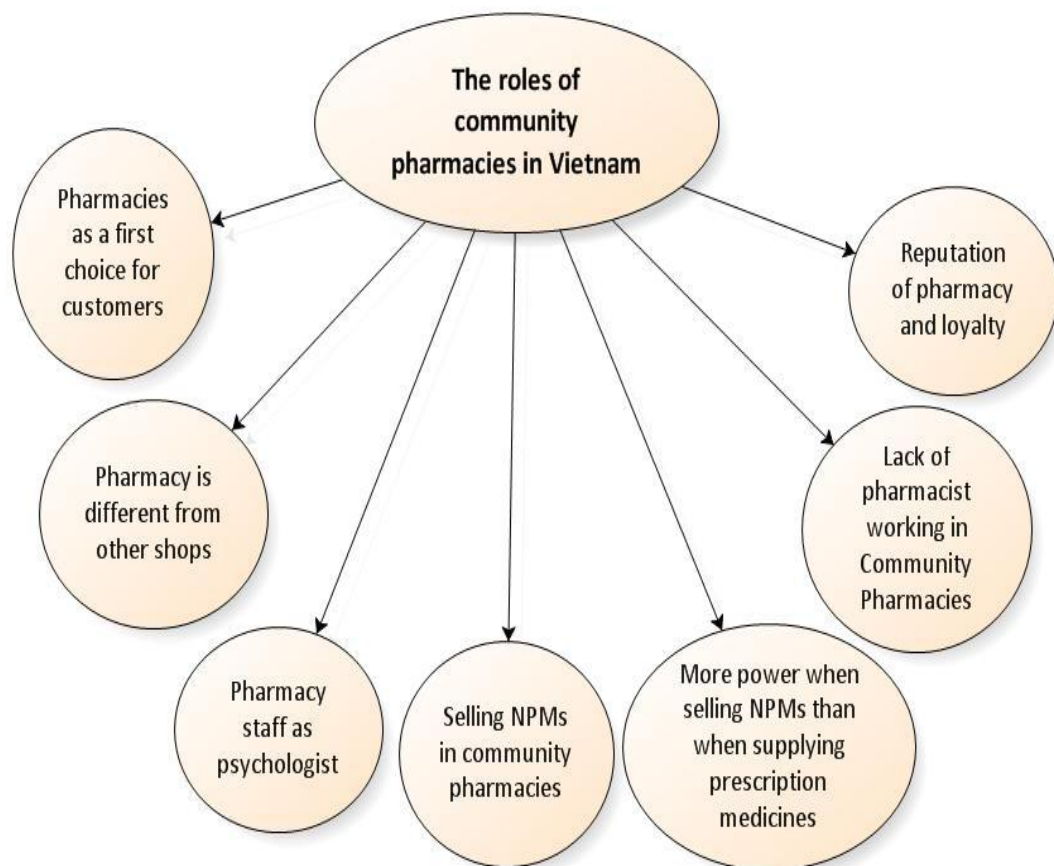 The roles of
community
pharmacies in Vietnam
Pharmacies
as a first
choice for
customers
Pharmacy is
different from
other shops
Pharmacy
staff as
psychologist
Selling NPMs
in community
pharmacies
More power when
selling NPMs than
when supplying
prescription
medicines
Lack of
pharmacist
working in
Community
Pharmacies
Reputation
of pharmacy
and loyalty